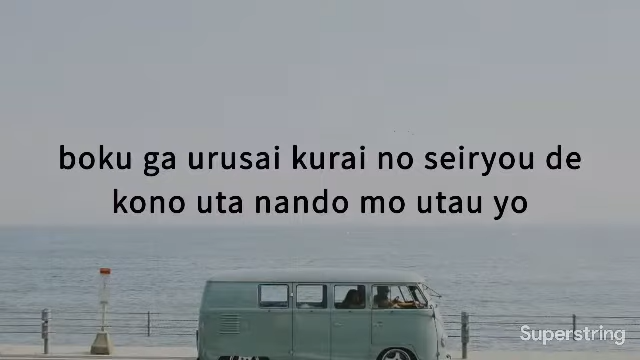 boku ga urusai kurai no seiryou de
kono uta nando mo utau yo
Superstring